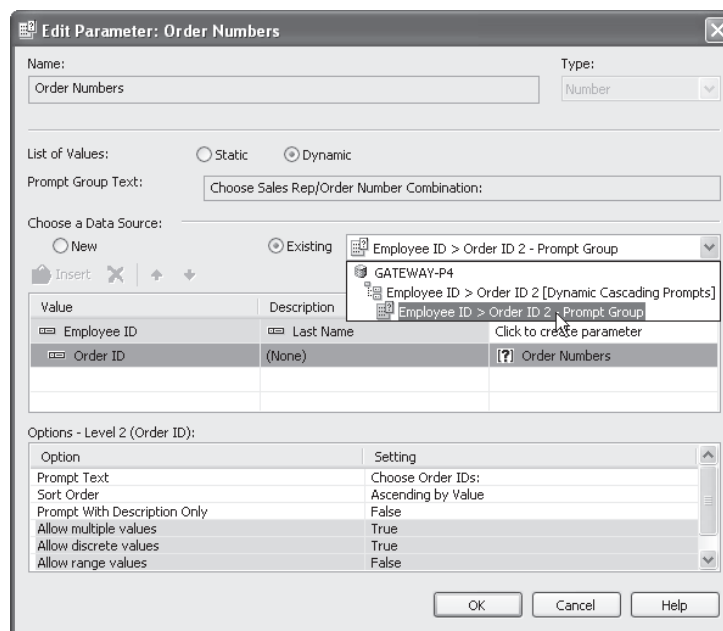 Edit Parameter: Order Numbers
Name:
Type:
Order Numbers
Number
List of Values:
Static
Dynamic
Prompt Group Text:
Choose Sales Rep/Order Number Combination:
Choose a Data Source:
New
Existing
Employee ID > Order ID 2 - Prompt Group
Insert
GATEWAY-P4
Employee ID > Order ID 2 [Dynamic Cascading Prompts]
Employee ID > Order ID 2 - Prompt Group
Value
Description
Employee ID
Last Name
Click to create parameter
Order ID
(None)
[?] Order Numbers
Options - Level 2 (Order ID):
Option
Setting
Prompt Text
Choose Order IDs:
Sort Order
Ascending by Value
Prompt With Description Only
False
Allow multiple values
True
Allow discrete values
True
Allow range values
False
OK
Cancel
Help